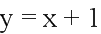 y = x + 1